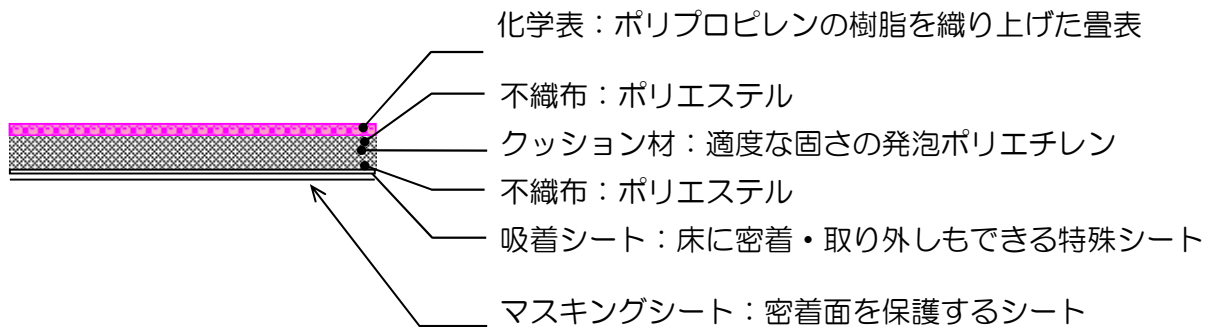 化学表：ポリプロピレンの樹脂を織り上げた畳表
不織布：ポリエステル
クッション材：適度な固さの発泡ポリエチレン
不織布：ポリエステル
吸着シート：床に密着・取り外しもできる特殊シート
マスキングシート：密着面を保護するシート